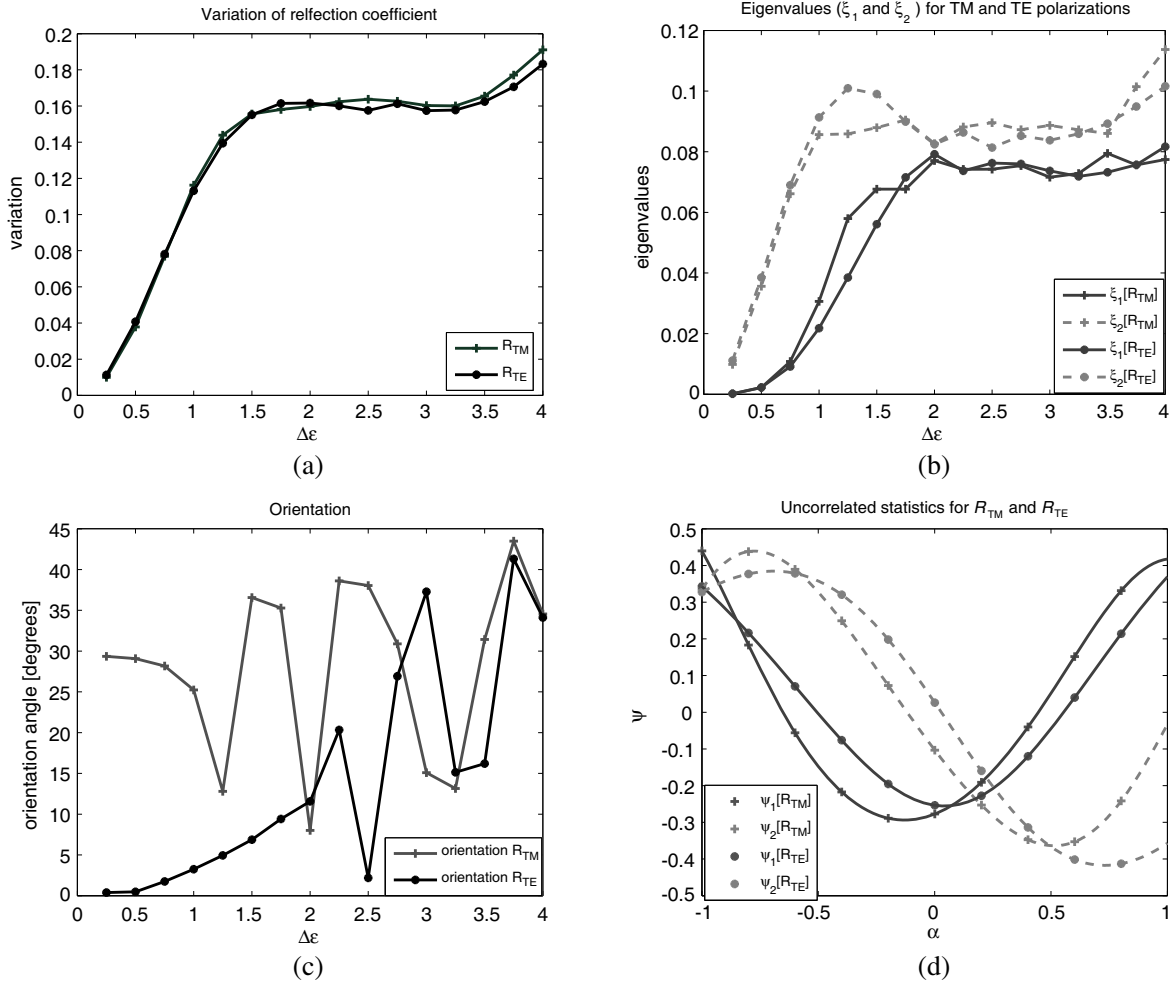 Variation of relfection coefficient
0.2
0.18
0.16
0.14
0.12
0.1
0.08
0.06
0.04
0.02
0
variation
0 0.5 1 1.5 2 2.5 3 3.5 4
Δε
R_TM
R_TE
(a)
Eigenvalues (ξ_1 and ξ_2) for TM and TE polarizations
0.12
0.1
0.08
0.06
0.04
0.02
0
eigenvalues
0 0.5 1 1.5 2 2.5 3 3.5 4
Δε
ξ_1[R_TM]
ξ_2[R_TM]
ξ_1[R_TE]
ξ_2[R_TE]
(b)
Orientation
45
40
35
30
25
20
15
10
5
0
orientation angle [degrees]
0 0.5 1 1.5 2 2.5 3 3.5 4
Δε
orientation R_TM
orientation R_TE
(c)
Uncorrelated statistics for R_TM and R_TE
0.5
0.4
0.3
0.2
0.1
0
-0.1
-0.2
-0.3
-0.4
-0.5
ψ
-1 -0.5 0 0.5 1
α
ψ_1[R_TM]
ψ_2[R_TM]
ψ_1[R_TE]
ψ_2[R_TE]
(d)